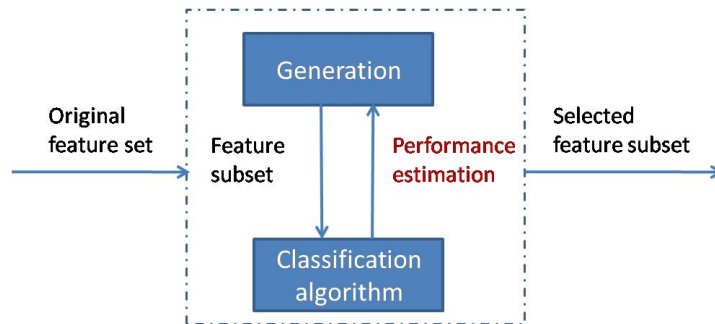 Generation
Original
feature set
Feature
subset
Performance
estimation
Selected
feature subset
Classification
algorithm